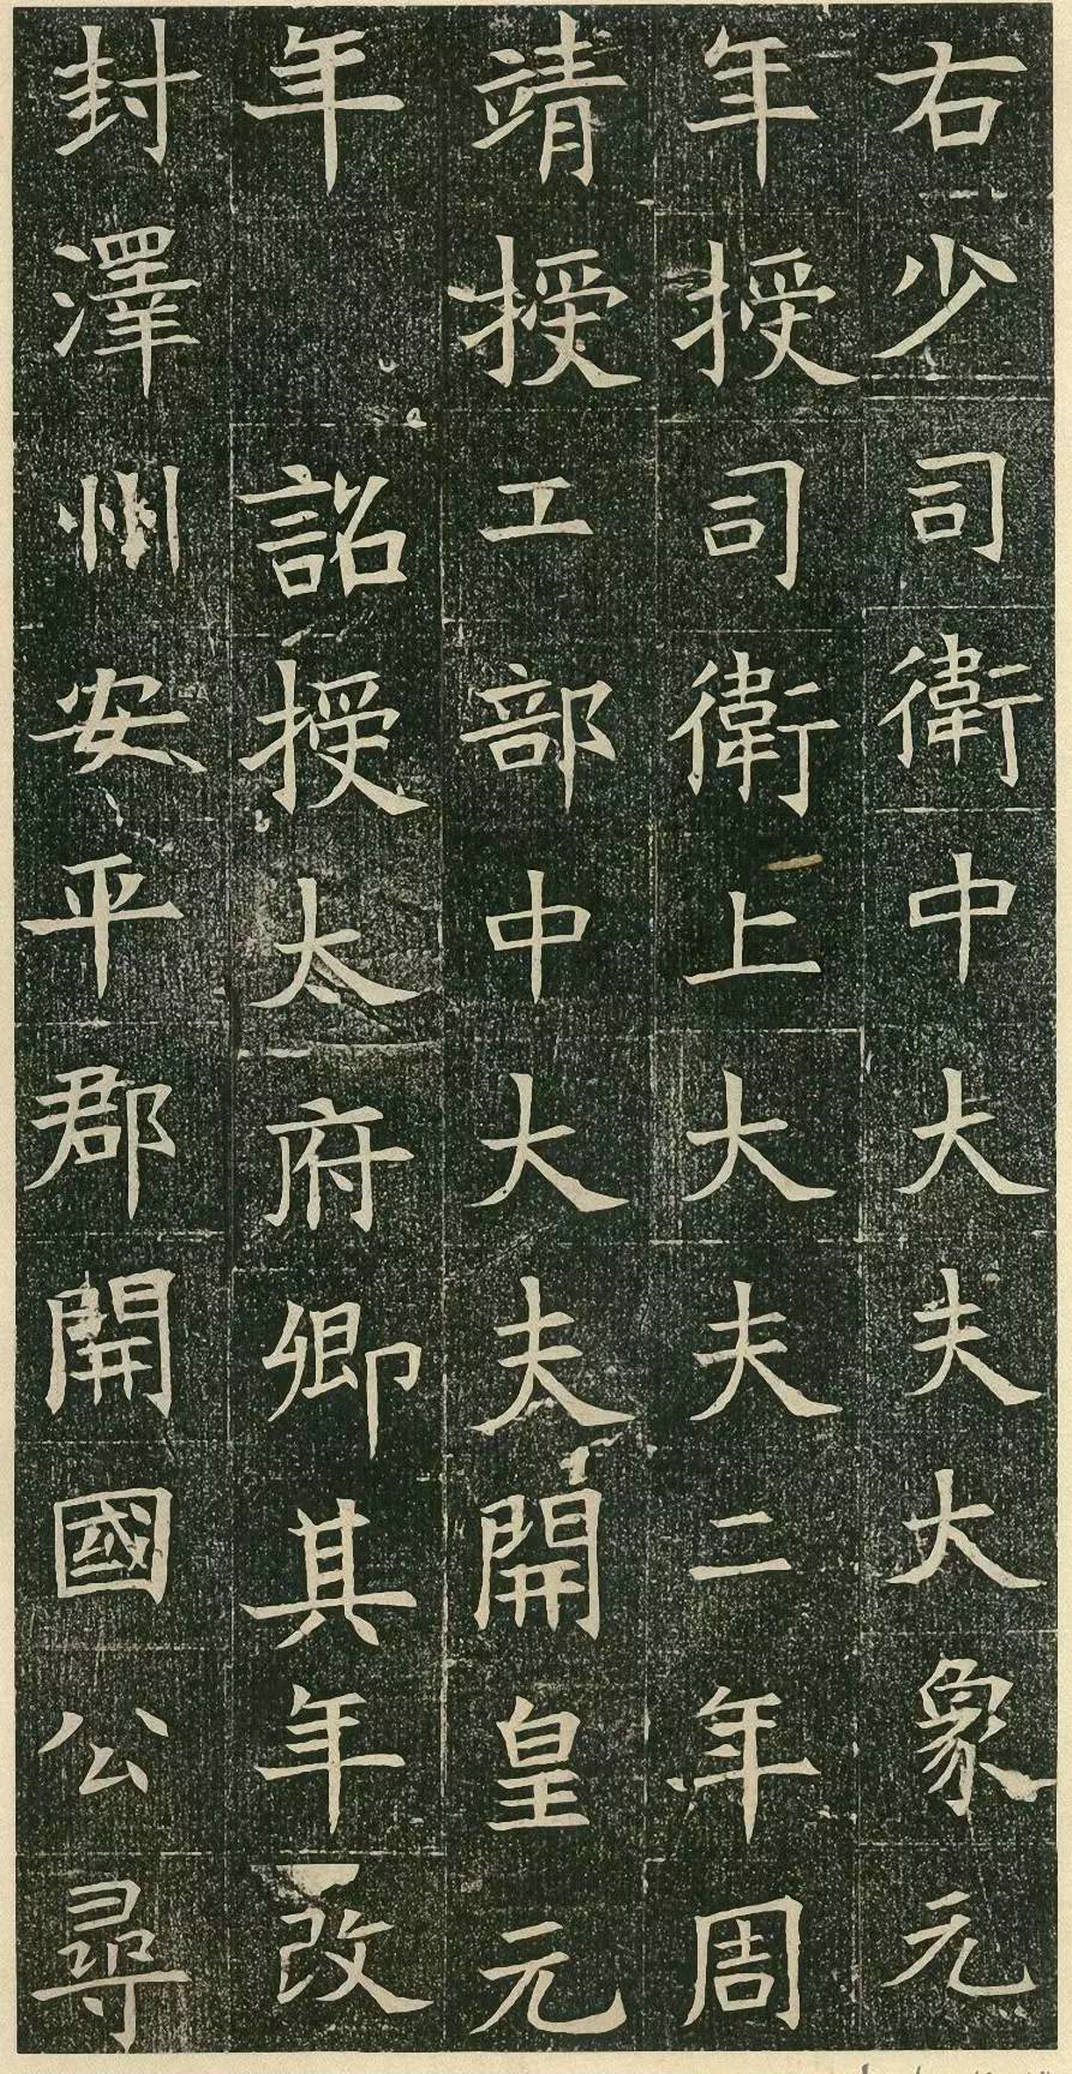 右少司衛中大夫大象元
年授司衛上大夫二年周
靖授工部中大夫開皇元
年 詔授太府卿其年改
封澤州安平郡開國公尋